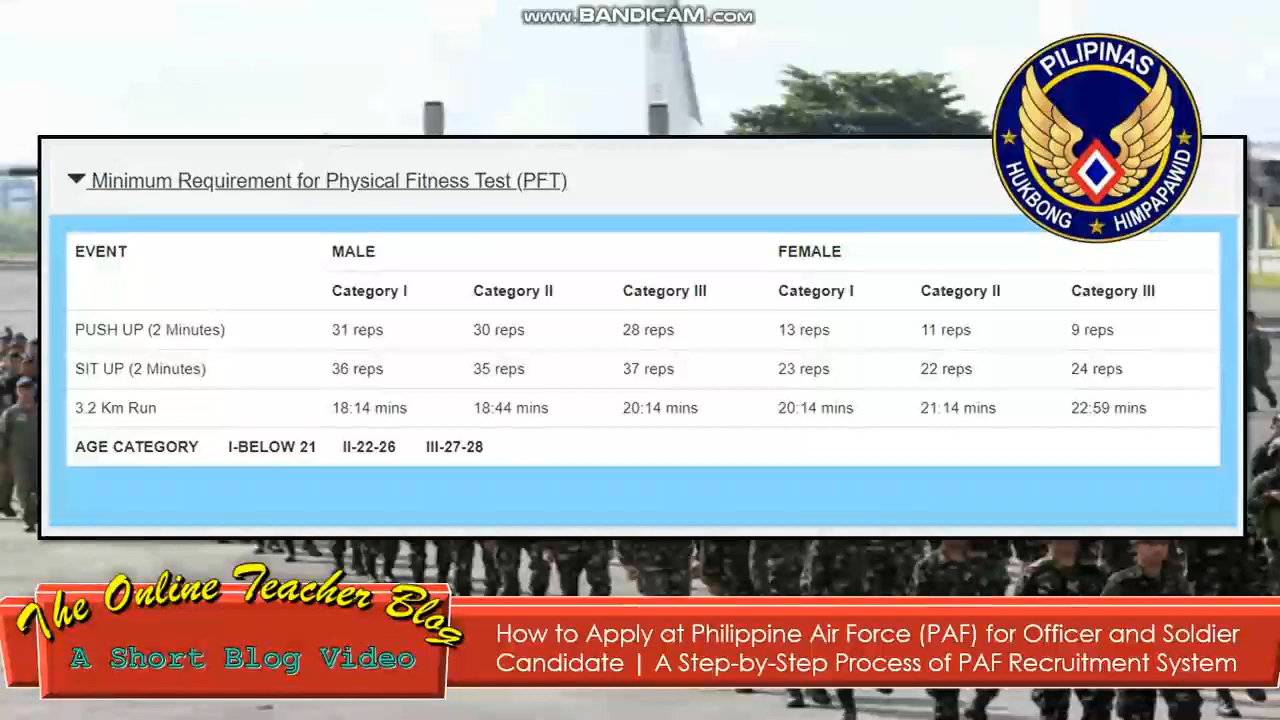 www.BANDICAM.com
PILIPINAS
HUKBONG HIMPAPAWID
Minimum Requirement for Physical Fitness Test (PFT)
EVENT MALE FEMALE
Category I Category II Category III Category I Category II Category III
PUSH UP (2 Minutes) 31 reps 30 reps 28 reps 13 reps 11 reps 9 reps
SIT UP (2 Minutes) 36 reps 35 reps 37 reps 23 reps 22 reps 24 reps
3.2 Km Run 18:14 mins 18:44 mins 20:14 mins 20:14 mins 21:14 mins 22:59 mins
AGE CATEGORY I-BELOW 21 II-22-26 III-27-28
The Online Teacher Blog
A Short Blog Video
How to Apply at Philippine Air Force (PAF) for Officer and Soldier
Candidate | A Step-by-Step Process of PAF Recruitment System